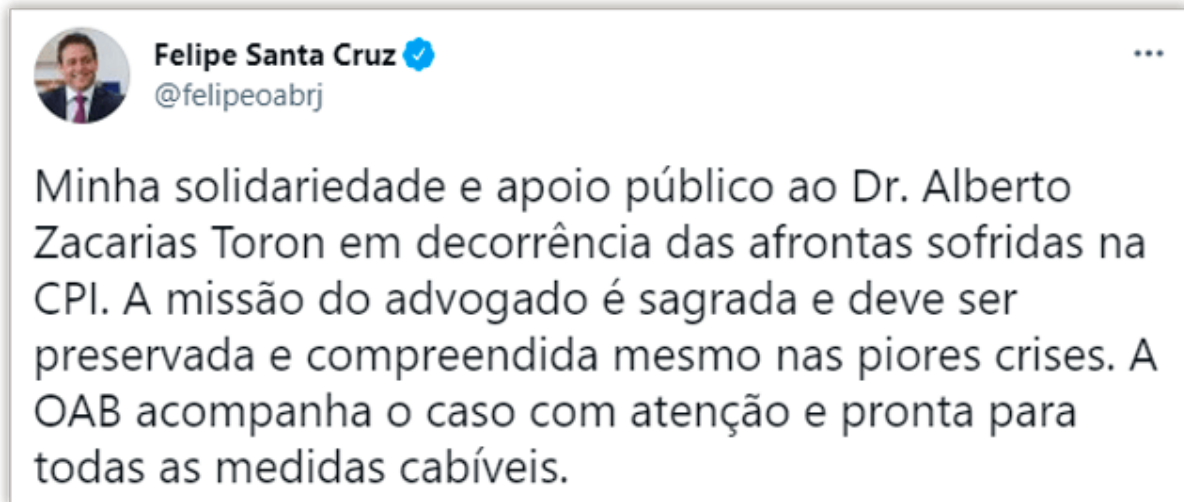 Felipe Santa Cruz
@felipeoabrj
Minha solidariedade e apoio público ao Dr. Alberto
Zacarias Toron em decorrência das afrontas sofridas na
CPI. A missão do advogado é sagrada e deve ser
preservada e compreendida mesmo nas piores crises. A
OAB acompanha o caso com atenção e pronta para
todas as medidas cabíveis.